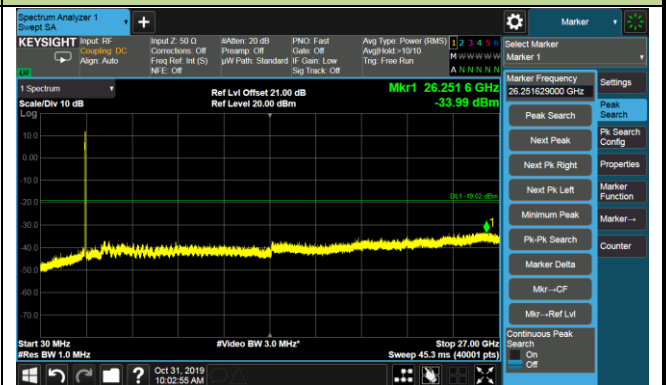 Spectrum Analyzer 1
Swept SA
Marker
KEYSIGHT
Input: RF
Coupling: DC
Align: Auto
Input Z: 50 Ω
Corrections: Off
Freq Ref: Int (S)
NFE: Off
#Atten: 20 dB
Preamp: Off
µW Path: Standard
PNO: Fast
Gate: Off
IF Gain: Low
Sig Track: Off
Avg Type: Power (RMS)
Avg|Hold:>10/10
Trig: Free Run
1 2 3 4 5 6
M W W W W W
A N N N N N
LV
Select Marker
Marker 1
Marker Frequency
26.251629000 GHz
Settings
Peak Search
Peak Search
Next Peak
Pk Search Config
Next Pk Right
Properties
Next Pk Left
Marker Function
Minimum Peak
Marker→
Pk-Pk Search
Counter
Marker Delta
Mkr→CF
Mkr→Ref Lvl
Continuous Peak Search
On
Off
1 Spectrum
Scale/Div 10 dB
Log
Ref Lvl Offset 21.00 dB
Ref Level 20.00 dBm
Mkr1 26.251 6 GHz
-33.99 dBm
10.0
0.00
-10.0
DL1 -19.02 dBm
-20.0
-30.0
1
-40.0
-50.0
-60.0
-70.0
Start 30 MHz
#Video BW 3.0 MHz*
Stop 27.00 GHz
#Res BW 1.0 MHz
Sweep 45.3 ms (40001 pts)
Oct 31, 2019
10:02:55 AM